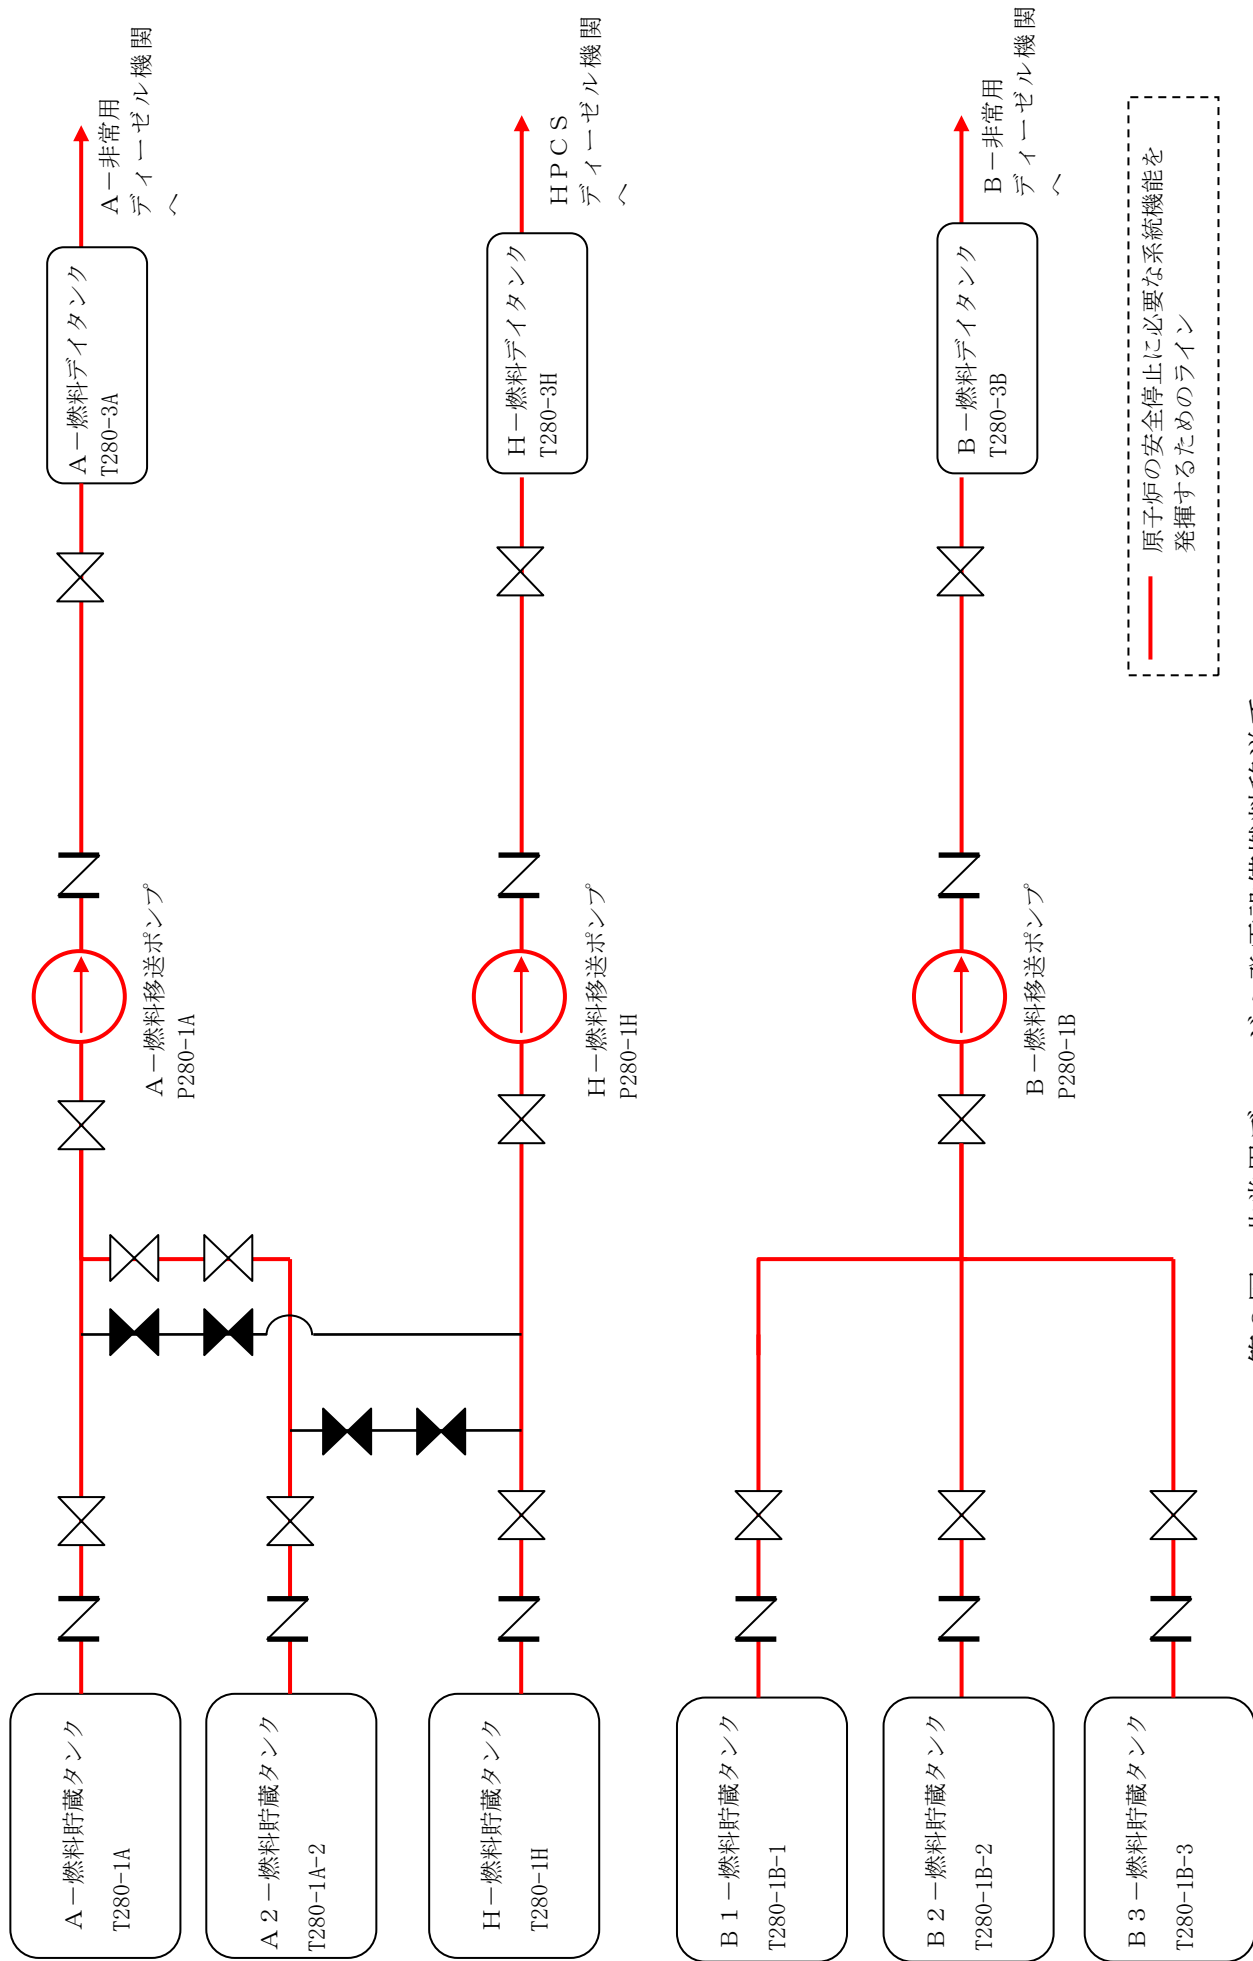 A－燃料貯蔵タンク
T280-1A
A2－燃料貯蔵タンク
T280-1A-2
H－燃料貯蔵タンク
T280-1H
B1－燃料貯蔵タンク
T280-1B-1
B2－燃料貯蔵タンク
T280-1B-2
B3－燃料貯蔵タンク
T280-1B-3
A－燃料移送ポンプ
P280-1A
H－燃料移送ポンプ
P280-1H
B－燃料移送ポンプ
P280-1B
A－燃料デイタンク
T280-3A
H－燃料デイタンク
T280-3H
B－燃料デイタンク
T280-3B
A－非常用
ディーゼル機関
へ
HPCS
ディーゼル機関
へ
B－非常用
ディーゼル機関
へ
原子炉の安全停止に必要な系統機能を
発揮するためのライン